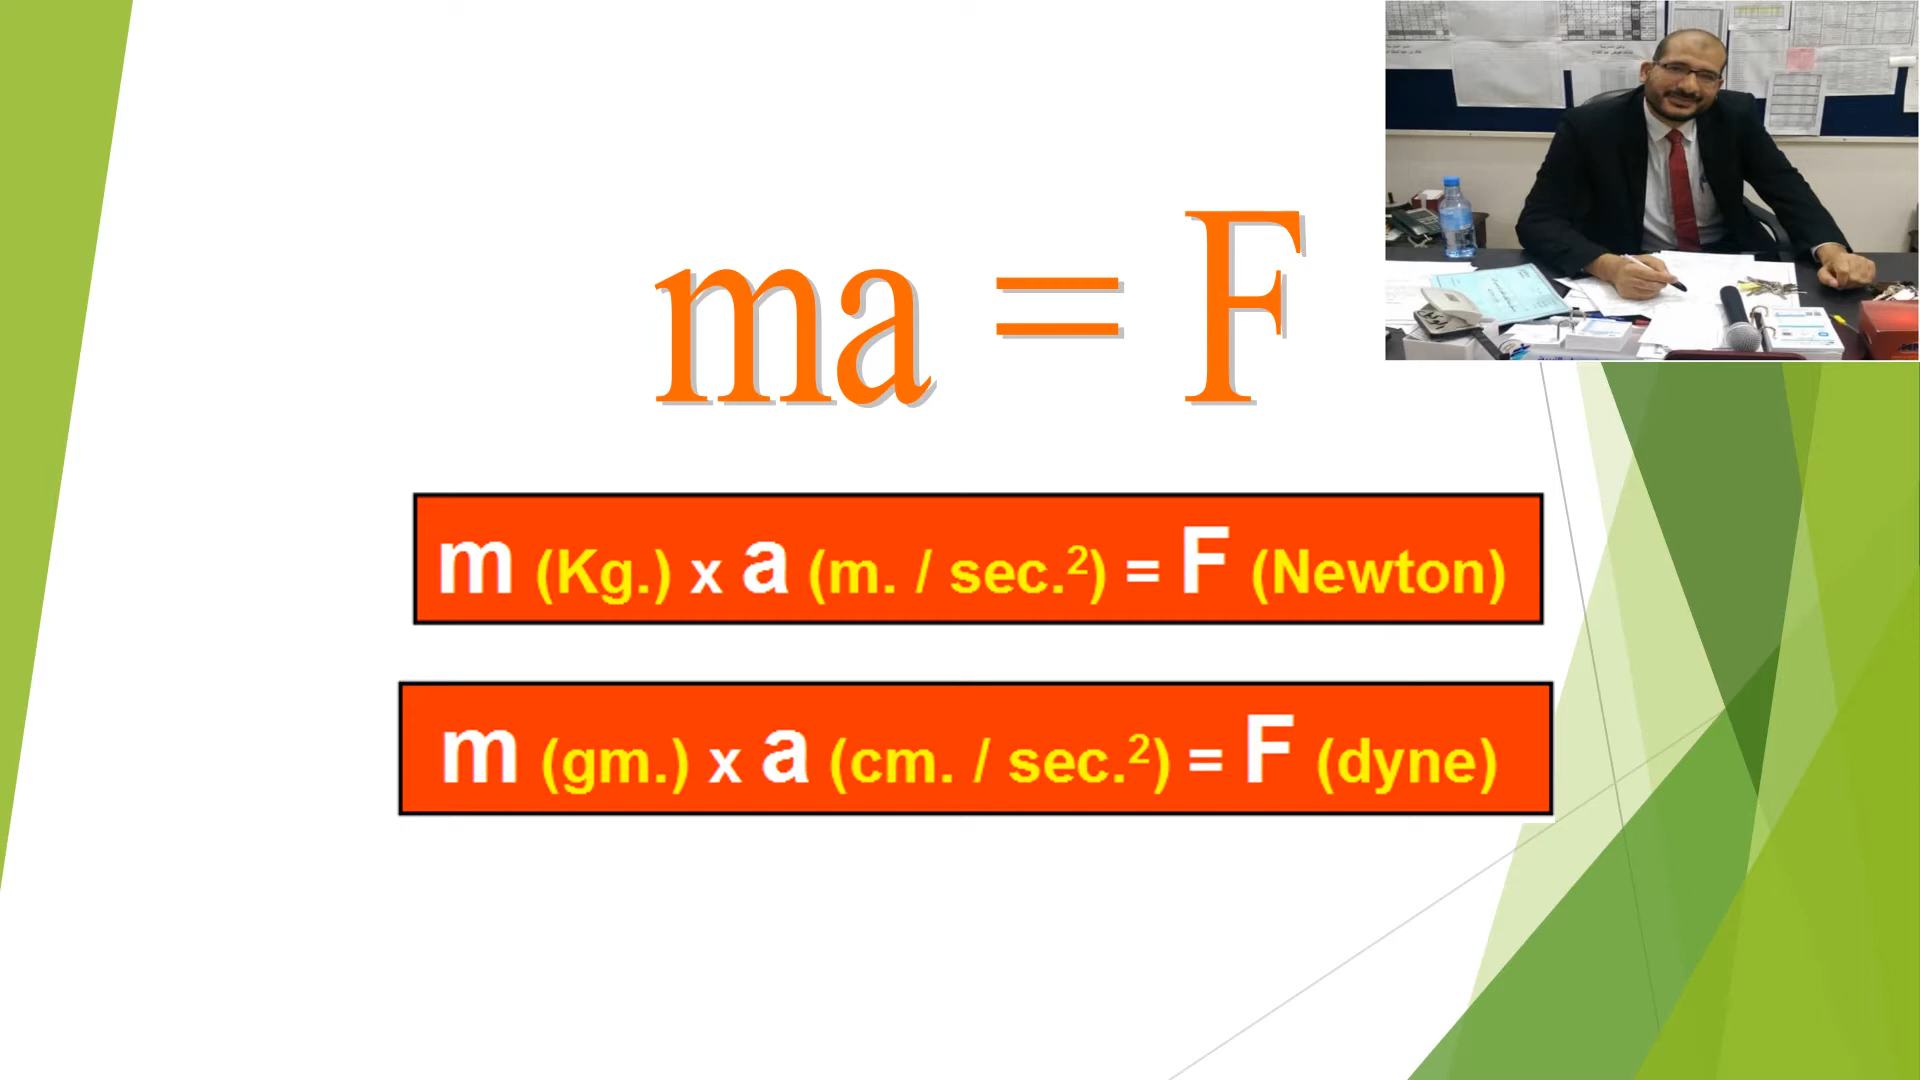 ma = F
m (Kg.) x a (m. / sec.²) = F (Newton)
m (gm.) x a (cm. / sec.²) = F (dyne)